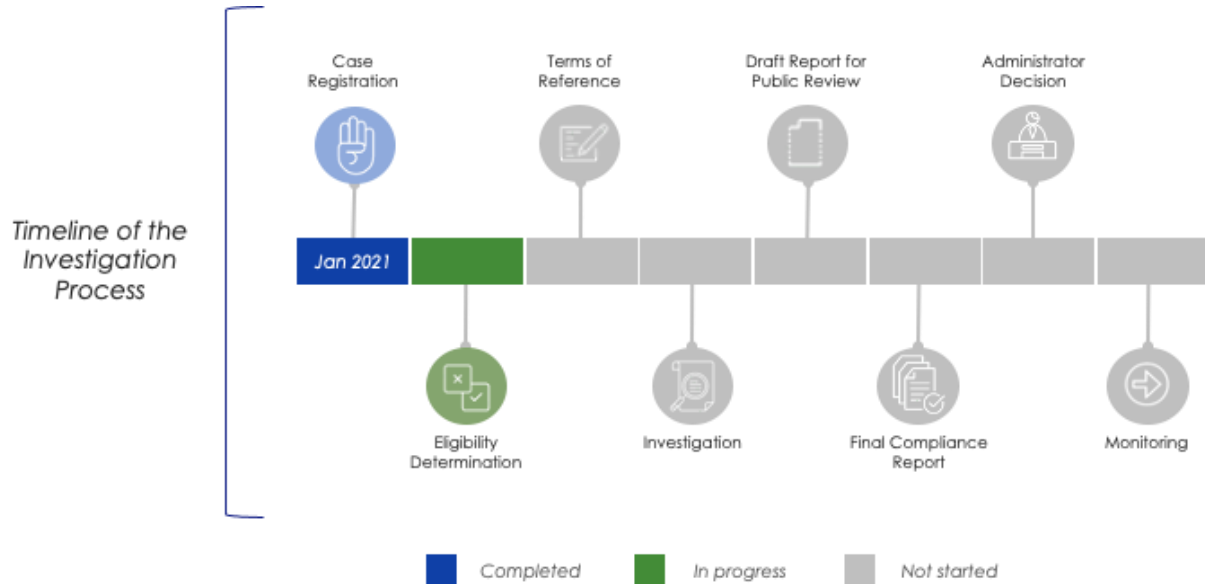 Case
Registration
Terms of
Reference
Draft Report for
Public Review
Administrator
Decision
Timeline of the
Investigation
Process
Jan 2021
Eligibility
Determination
Investigation
Final Compliance
Report
Monitoring
Completed
In progress
Not started